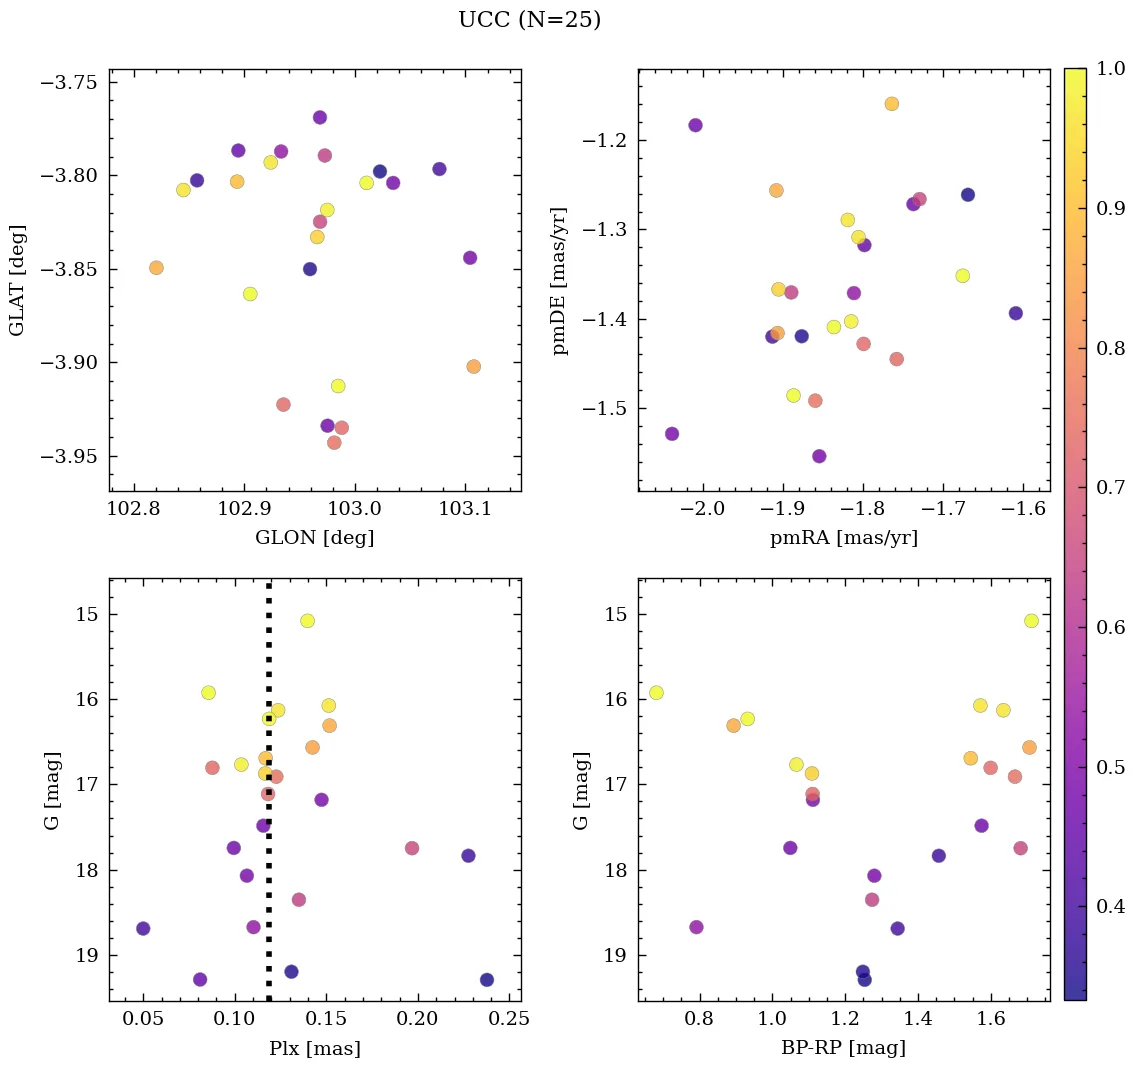 UCC (N=25)
−3.75
−3.80
−3.85
−3.90
−3.95
GLAT [deg]
102.8 102.9 103.0 103.1
GLON [deg]
−1.2
−1.3
−1.4
−1.5
pmDE [mas/yr]
−2.0 −1.9 −1.8 −1.7 −1.6
pmRA [mas/yr]
15
16
17
18
19
G [mag]
0.05 0.10 0.15 0.20 0.25
Plx [mas]
15
16
17
18
19
G [mag]
0.8 1.0 1.2 1.4 1.6
BP-RP [mag]
1.0
0.9
0.8
0.7
0.6
0.5
0.4